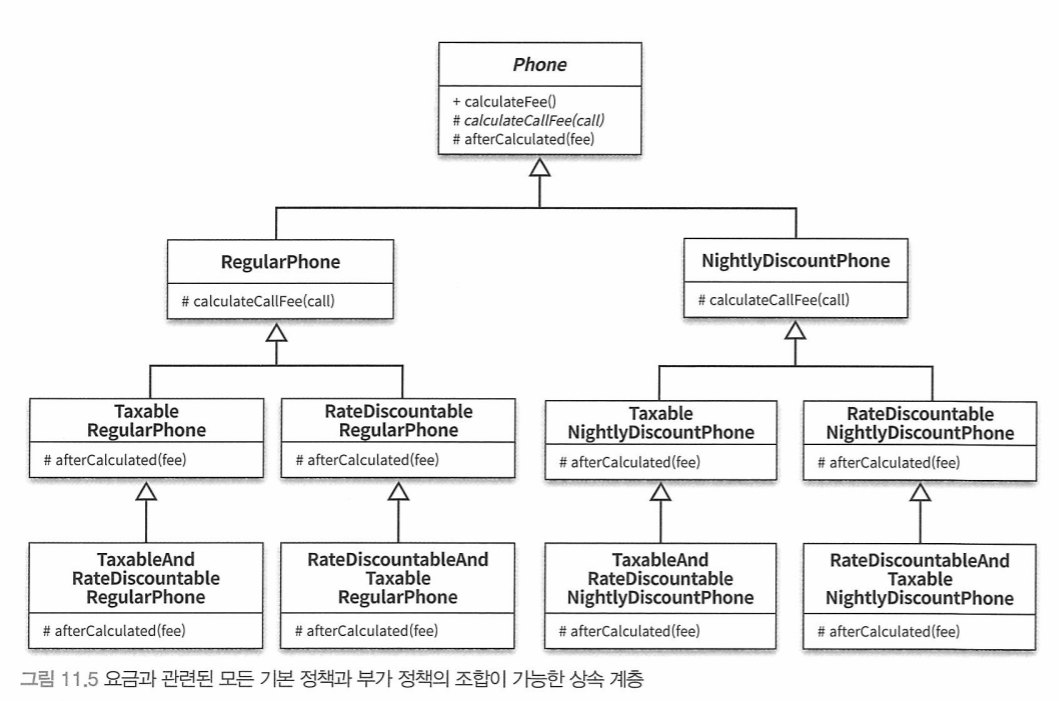 Phone
+ calculateFee()
# calculateCallFee(call)
# afterCalculated(fee)
RegularPhone
# calculateCallFee(call)
NightlyDiscountPhone
# calculateCallFee(call)
Taxable
RegularPhone
# afterCalculated(fee)
RateDiscountable
RegularPhone
# afterCalculated(fee)
Taxable
NightlyDiscountPhone
# afterCalculated(fee)
RateDiscountable
NightlyDiscountPhone
# afterCalculated(fee)
TaxableAnd
RateDiscountable
RegularPhone
# afterCalculated(fee)
RateDiscountableAnd
Taxable
RegularPhone
# afterCalculated(fee)
TaxableAnd
RateDiscountable
NightlyDiscountPhone
# afterCalculated(fee)
RateDiscountableAnd
Taxable
NightlyDiscountPhone
# afterCalculated(fee)
그림 11.5 요금과 관련된 모든 기본 정책과 부가 정책의 조합이 가능한 상속 계층